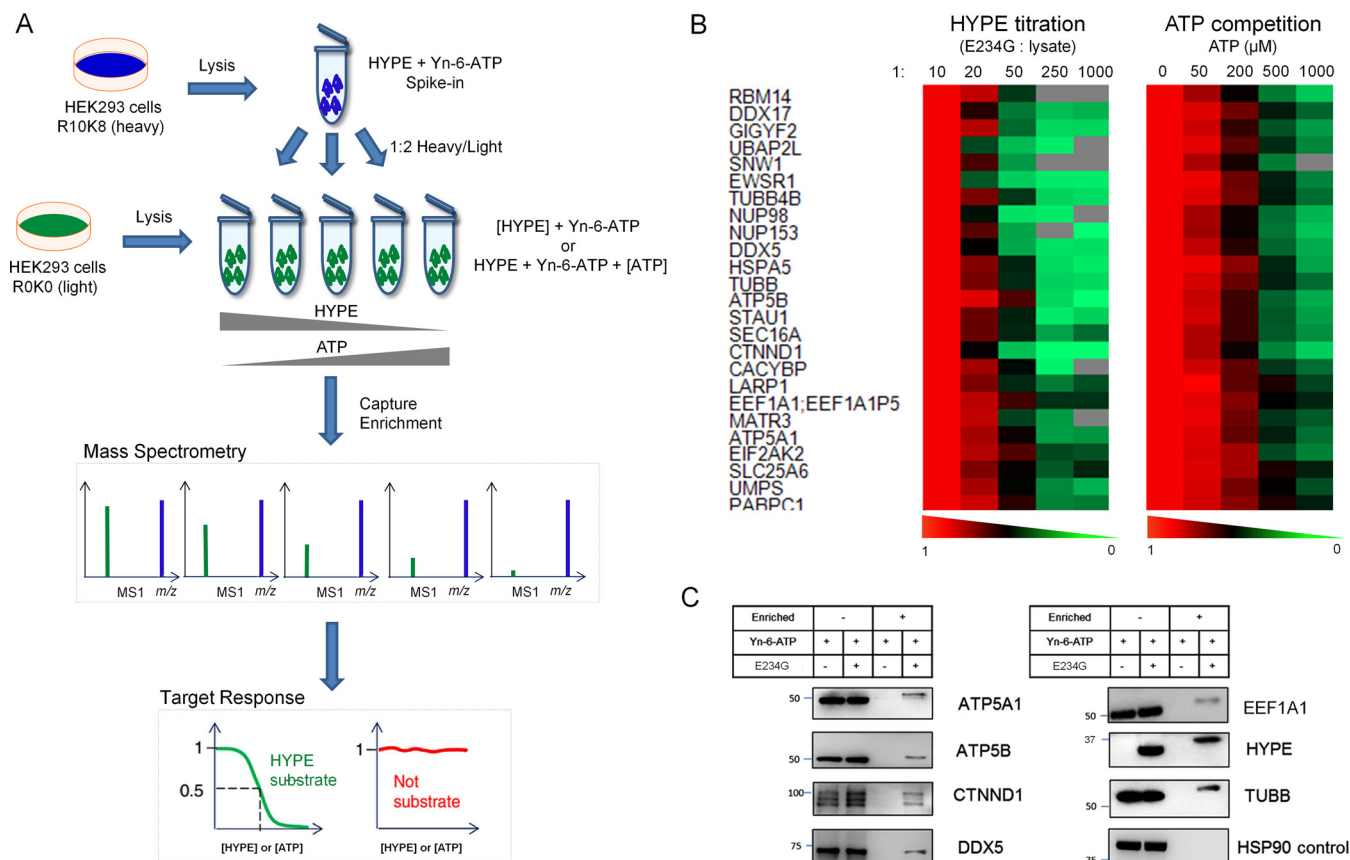 A
HEK293 cells
R10K8 (heavy)
Lysis
HYPE + Yn-6-ATP
Spike-in
1:2 Heavy/Light
HEK293 cells
R0K0 (light)
Lysis
[HYPE] + Yn-6-ATP
or
HYPE + Yn-6-ATP + [ATP]
HYPE
ATP
Capture
Enrichment
Mass Spectrometry
MS1 m/z MS1 m/z MS1 m/z MS1 m/z MS1 m/z
Target Response
1
0.5
HYPE
substrate
[HYPE] or [ATP]
1
Not
substrate
[HYPE] or [ATP]
B
HYPE titration
(E234G : lysate)
1: 10 20 50 250 1000
ATP competition
ATP (µM)
0 50 200 500 1000
RBM14
DDX17
GIGYF2
UBAP2L
SNW1
EWSR1
TUBB4B
NUP98
NUP153
DDX5
HSPA5
TUBB
ATP5B
STAU1
SEC16A
CTNND1
CACYBP
LARP1
EEF1A1;EEF1A1P5
MATR3
ATP5A1
EIF2AK2
SLC25A6
UMPS
PABPC1
1 0
1 0
C
Enriched - +
Yn-6-ATP + + + +
E234G - + - +
50 ATP5A1
50 ATP5B
100 CTNND1
75 DDX5
Enriched - +
Yn-6-ATP + + + +
E234G - + - +
50 EEF1A1
37 HYPE
50 TUBB
75 HSP90 control